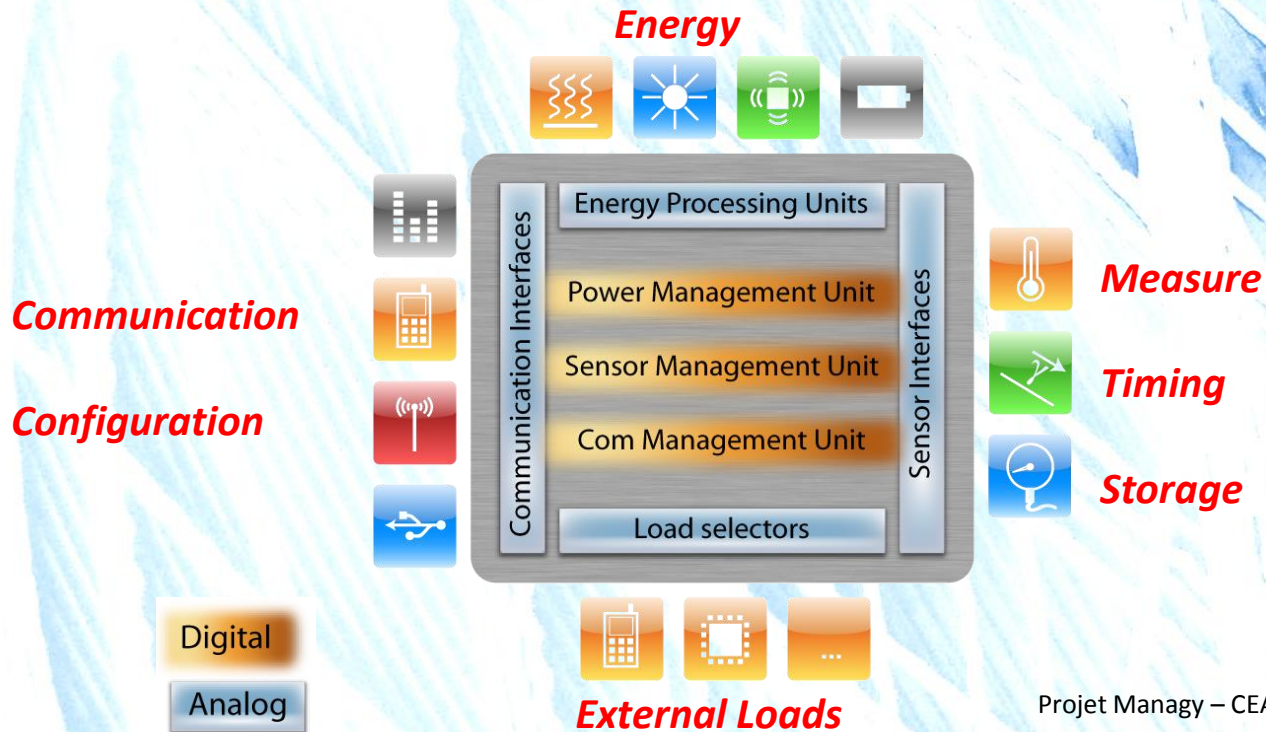 Energy
Energy Processing Units
Communication Interfaces
Sensor Interfaces
Power Management Unit
Sensor Management Unit
Com Management Unit
Load selectors
Communication
Configuration
Measure
Timing
Storage
Digital
Analog
...
External Loads
Projet Managy – CEA